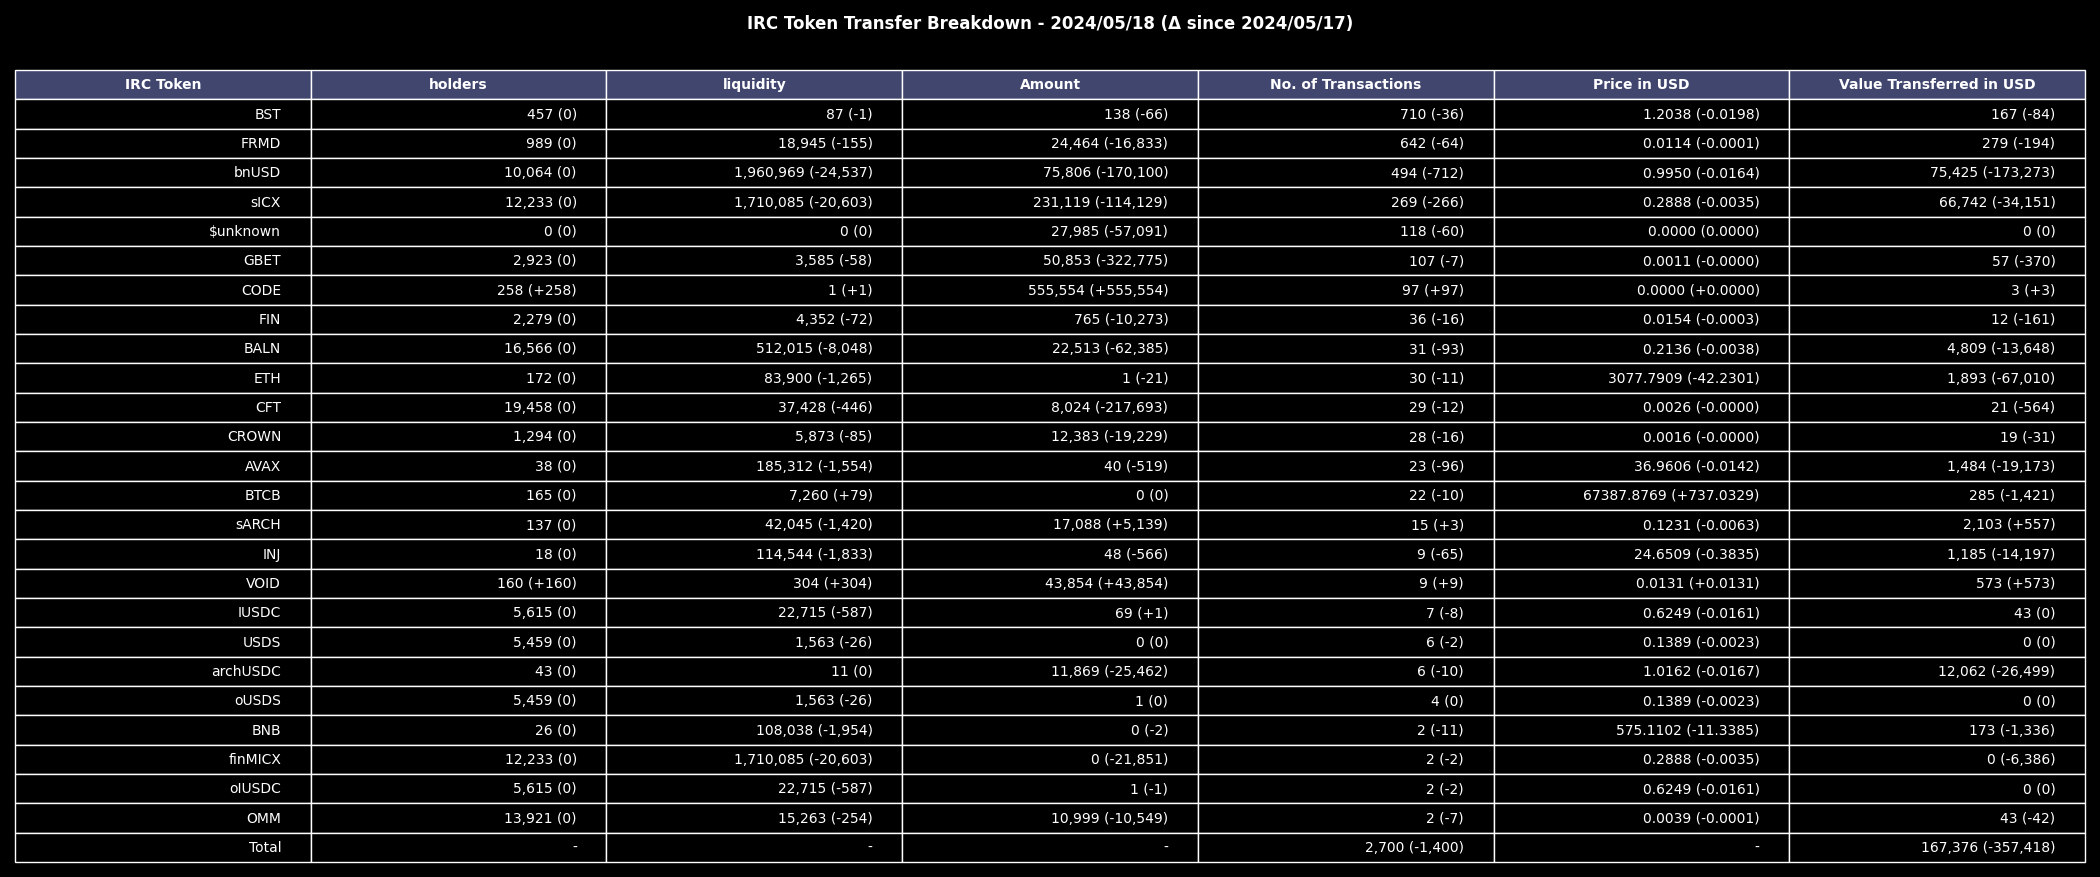 IRC Token Transfer Breakdown - 2024/05/18 (Δ since 2024/05/17)
IRC Token holders liquidity Amount No. of Transactions Price in USD Value Transferred in USD
BST 457 (0) 87 (-1) 138 (-66) 710 (-36) 1.2038 (-0.0198) 167 (-84)
FRMD 989 (0) 18,945 (-155) 24,464 (-16,833) 642 (-64) 0.0114 (-0.0001) 279 (-194)
bnUSD 10,064 (0) 1,960,969 (-24,537) 75,806 (-170,100) 494 (-712) 0.9950 (-0.0164) 75,425 (-173,273)
sICX 12,233 (0) 1,710,085 (-20,603) 231,119 (-114,129) 269 (-266) 0.2888 (-0.0035) 66,742 (-34,151)
$unknown 0 (0) 0 (0) 27,985 (-57,091) 118 (-60) 0.0000 (0.0000) 0 (0)
GBET 2,923 (0) 3,585 (-58) 50,853 (-322,775) 107 (-7) 0.0011 (-0.0000) 57 (-370)
CODE 258 (+258) 1 (+1) 555,554 (+555,554) 97 (+97) 0.0000 (+0.0000) 3 (+3)
FIN 2,279 (0) 4,352 (-72) 765 (-10,273) 36 (-16) 0.0154 (-0.0003) 12 (-161)
BALN 16,566 (0) 512,015 (-8,048) 22,513 (-62,385) 31 (-93) 0.2136 (-0.0038) 4,809 (-13,648)
ETH 172 (0) 83,900 (-1,265) 1 (-21) 30 (-11) 3077.7909 (-42.2301) 1,893 (-67,010)
CFT 19,458 (0) 37,428 (-446) 8,024 (-217,693) 29 (-12) 0.0026 (-0.0000) 21 (-564)
CROWN 1,294 (0) 5,873 (-85) 12,383 (-19,229) 28 (-16) 0.0016 (-0.0000) 19 (-31)
AVAX 38 (0) 185,312 (-1,554) 40 (-519) 23 (-96) 36.9606 (-0.0142) 1,484 (-19,173)
BTCB 165 (0) 7,260 (+79) 0 (0) 22 (-10) 67387.8769 (+737.0329) 285 (-1,421)
sARCH 137 (0) 42,045 (-1,420) 17,088 (+5,139) 15 (+3) 0.1231 (-0.0063) 2,103 (+557)
INJ 18 (0) 114,544 (-1,833) 48 (-566) 9 (-65) 24.6509 (-0.3835) 1,185 (-14,197)
VOID 160 (+160) 304 (+304) 43,854 (+43,854) 9 (+9) 0.0131 (+0.0131) 573 (+573)
IUSDC 5,615 (0) 22,715 (-587) 69 (+1) 7 (-8) 0.6249 (-0.0161) 43 (0)
USDS 5,459 (0) 1,563 (-26) 0 (0) 6 (-2) 0.1389 (-0.0023) 0 (0)
archUSDC 43 (0) 11 (0) 11,869 (-25,462) 6 (-10) 1.0162 (-0.0167) 12,062 (-26,499)
oUSDS 5,459 (0) 1,563 (-26) 1 (0) 4 (0) 0.1389 (-0.0023) 0 (0)
BNB 26 (0) 108,038 (-1,954) 0 (-2) 2 (-11) 575.1102 (-11.3385) 173 (-1,336)
finMICX 12,233 (0) 1,710,085 (-20,603) 0 (-21,851) 2 (-2) 0.2888 (-0.0035) 0 (-6,386)
oIUSDC 5,615 (0) 22,715 (-587) 1 (-1) 2 (-2) 0.6249 (-0.0161) 0 (0)
OMM 13,921 (0) 15,263 (-254) 10,999 (-10,549) 2 (-7) 0.0039 (-0.0001) 43 (-42)
Total - - - 2,700 (-1,400) - 167,376 (-357,418)